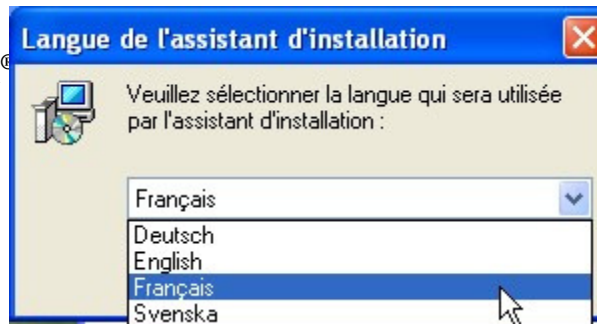 Langue de l'assistant d'installation
®
Veuillez sélectionner la langue qui sera utilisée
par l'assistant d'installation :
Français
Deutsch
English
Français
Svenska